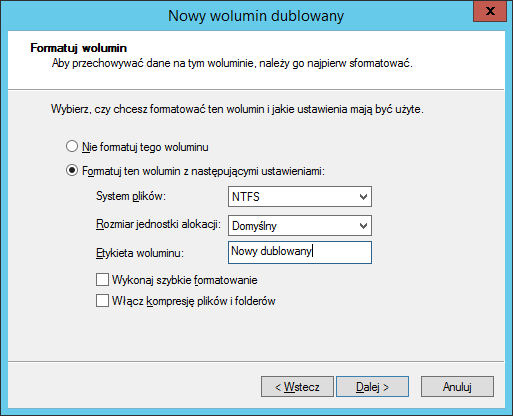 Nowy wolumin dublowany
x
Formatuj wolumin
Aby przechowywać dane na tym woluminie, należy go najpierw sformatować.
Wybierz, czy chcesz formatować ten wolumin i jakie ustawienia mają być użyte.
Nie formatuj tego woluminu
Formatuj ten wolumin z następującymi ustawieniami:
System plików: NTFS
Rozmiar jednostki alokacji: Domyślny
Etykieta woluminu: Nowy dublowany
Wykonaj szybkie formatowanie
Włącz kompresję plików i folderów
< Wstecz Dalej > Anuluj